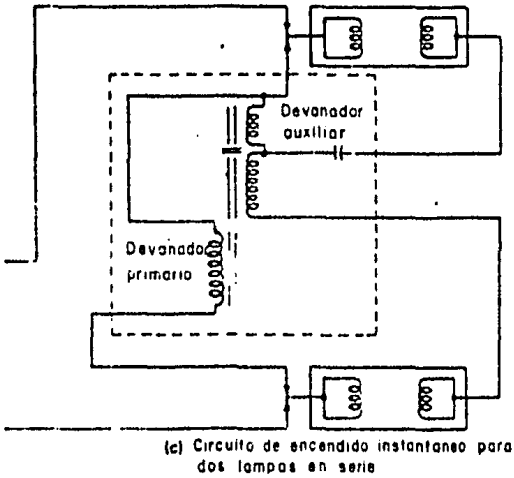 Devanador
auxiliar
Devanado
primario
(c) Circuito de encendido instantaneo para
dos lampas en serie